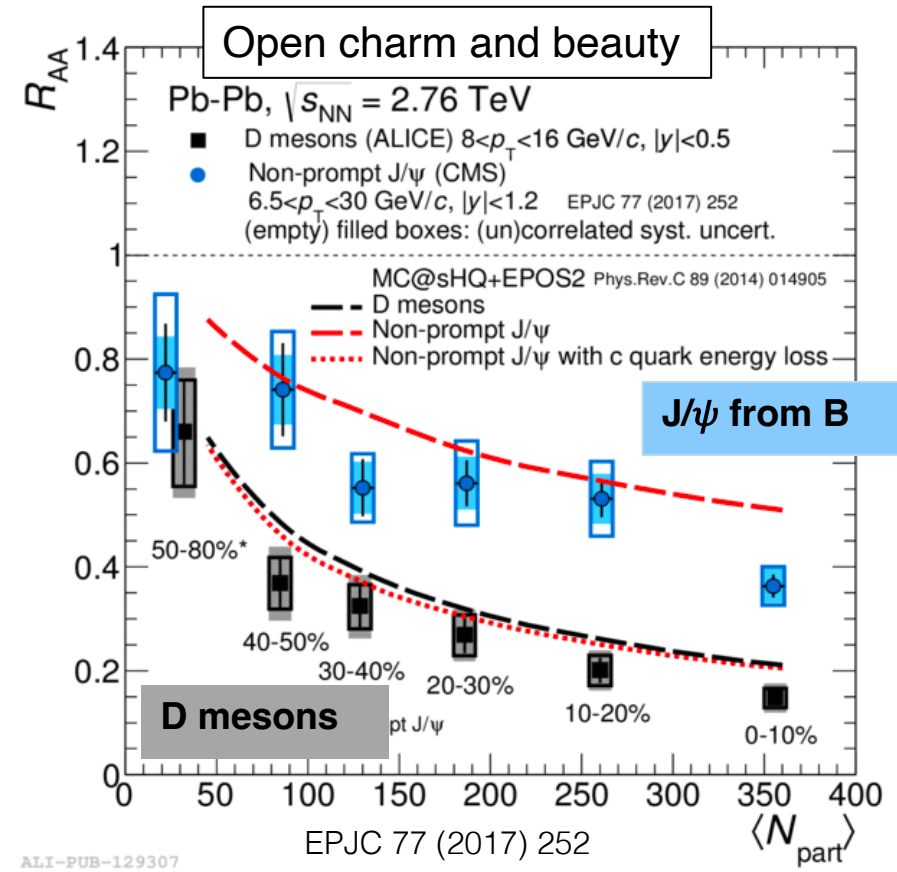 Open charm and beauty
R_AA
1.4
1.2
1
0.8
0.6
0.4
0.2
0
Pb-Pb, √s_NN = 2.76 TeV
D mesons (ALICE) 8<p_T<16 GeV/c, |y|<0.5
Non-prompt J/ψ (CMS)
6.5<p_T<30 GeV/c, |y|<1.2 EPJC 77 (2017) 252
(empty) filled boxes: (un)correlated syst. uncert.
MC@sHQ+EPOS2 Phys.Rev.C 89 (2014) 014905
D mesons
Non-prompt J/ψ
Non-prompt J/ψ with c quark energy loss
J/ψ from B
50-80%*
40-50%
30-40%
20-30%
10-20%
0-10%
D mesons
J/ψ
0 50 100 150 200 250 300 350 400
EPJC 77 (2017) 252
⟨N_part⟩
ALI-PUB-129307